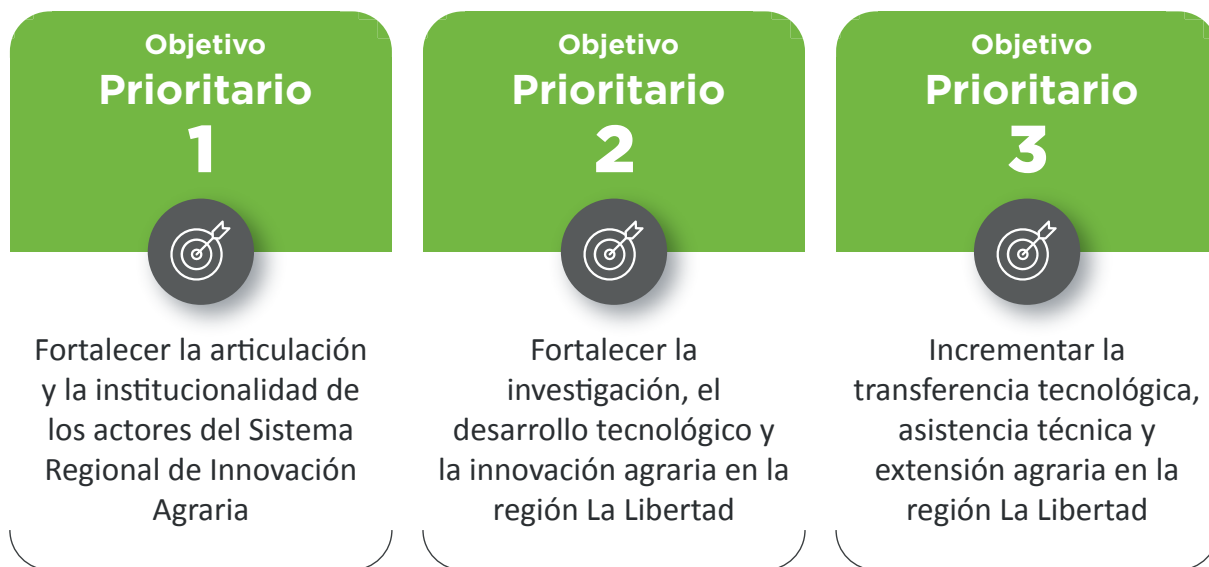 Objetivo
Prioritario
1
Fortalecer la articulación
y la institucionalidad de
los actores del Sistema
Regional de Innovación
Agraria
Objetivo
Prioritario
2
Fortalecer la
investigación, el
desarrollo tecnológico y
la innovación agraria en la
región La Libertad
Objetivo
Prioritario
3
Incrementar la
transferencia tecnológica,
asistencia técnica y
extensión agraria en la
región La Libertad